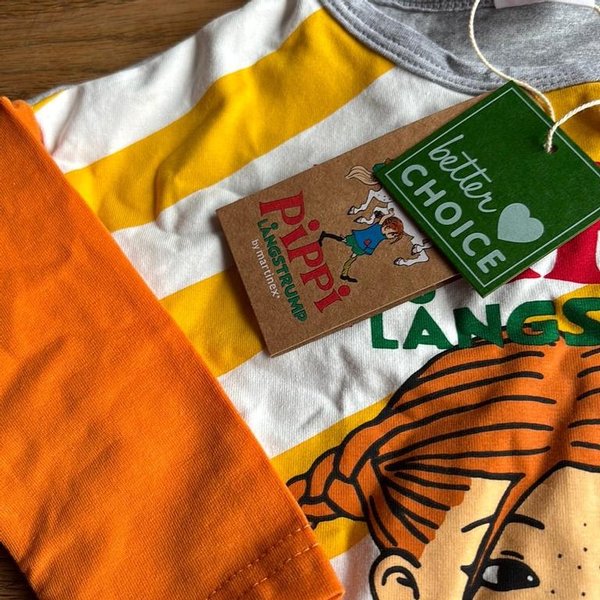 better
CHOICE
PiPPi
LÅNGSTRUMP
by martinex
LÅNGS